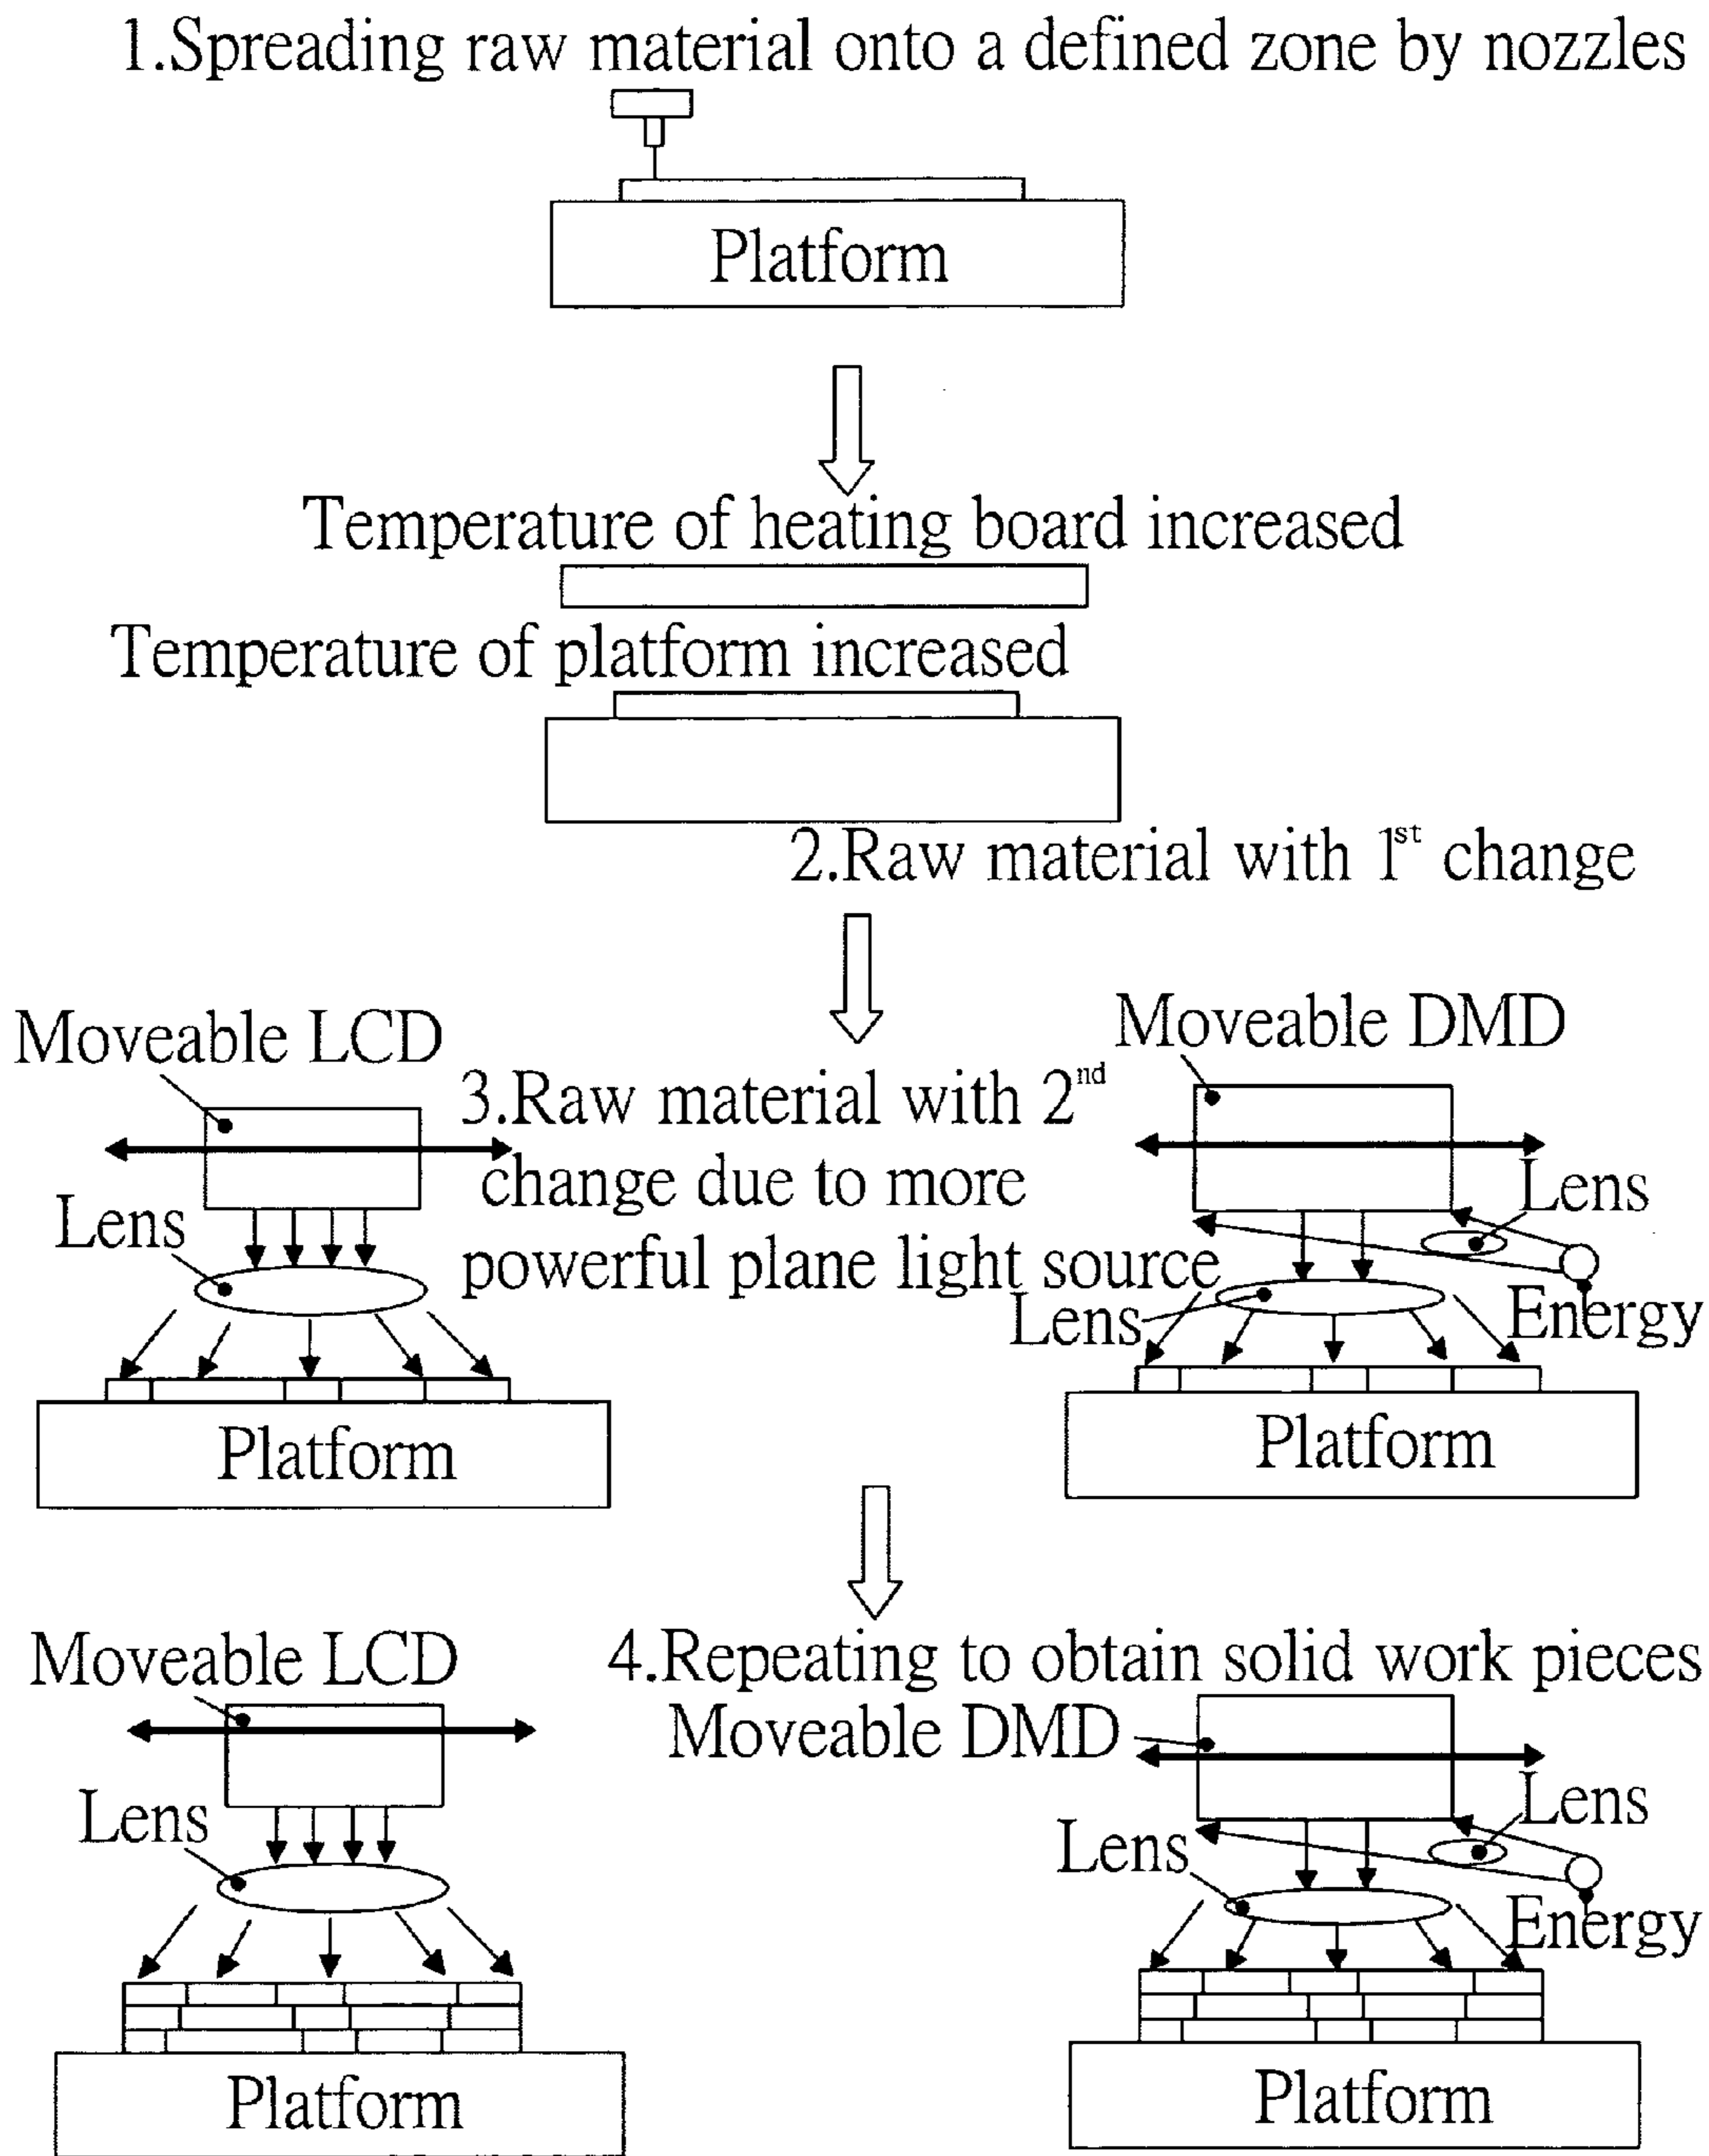 1.Spreading raw material onto a defined zone by nozzles
Platform
Temperature of heating board increased
Temperature of platform increased
2.Raw material with 1st change
Moveable LCD
Moveable DMD
3.Raw material with 2nd
change due to more
powerful plane light source
Lens
Lens
Lens
Energy
Platform
Platform
Moveable LCD
4.Repeating to obtain solid work pieces
Moveable DMD
Lens
Lens
Lens
Energy
Platform
Platform